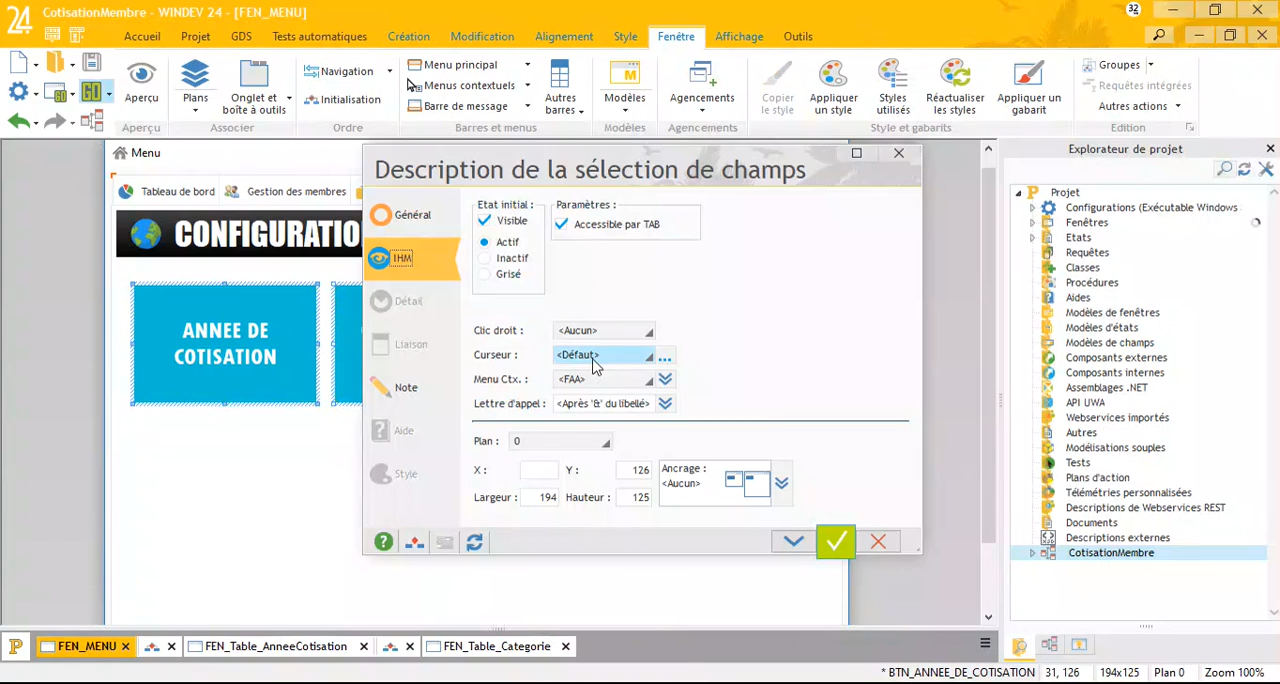 24 CotisationMembre - WINDEV 24 - [FEN_MENU]
32
Accueil Projet GDS Tests automatiques Création Modification Alignement Style Fenêtre Affichage Outils
GO
GO
Aperçu
Plans
Onglet et boîte à outils
Navigation
Initialisation
Menu principal
Menus contextuels
Barre de message
Autres barres
Modèles
Agencements
Copier le style
Appliquer un style
Styles utilisés
Réactualiser les styles
Appliquer un gabarit
Groupes
Requêtes intégrées
Autres actions
Aperçu Associer Ordre Barres et menus Modèles Agencements Style et gabarits Edition
Menu
Tableau de bord Gestion des membres
CONFIGURATIO
ANNEE DE
COTISATION
Description de la sélection de champs
Général
IHM
Détail
Liaison
Note
Aide
Style
Etat initial :
Visible
Actif
Inactif
Grisé
Paramètres :
Accessible par TAB
Clic droit : <Aucun>
Curseur : <Défaut> ...
Menu Ctx. : <FAA>
Lettre d'appel : <Après '&' du libellé>
Plan : 0
X : Y : 126
Largeur : 194 Hauteur : 125
Ancrage :
<Aucun>
?
Explorateur de projet
Projet
Configurations (Exécutable Windows
Fenêtres
Etats
Requêtes
Classes
Procédures
Aides
Modèles de fenêtres
Modèles d'états
Modèles de champs
Composants externes
Composants internes
Assemblages .NET
API UWA
Webservices importés
Autres
Modélisations souples
Tests
Plans d'action
Télémétries personnalisées
Descriptions de Webservices REST
Documents
Descriptions externes
CotisationMembre
P FEN_MENU FEN_Table_AnneeCotisation FEN_Table_Categorie
* BTN_ANNEE_DE_COTISATION 31, 126 194x125 Plan 0 Zoom 100%